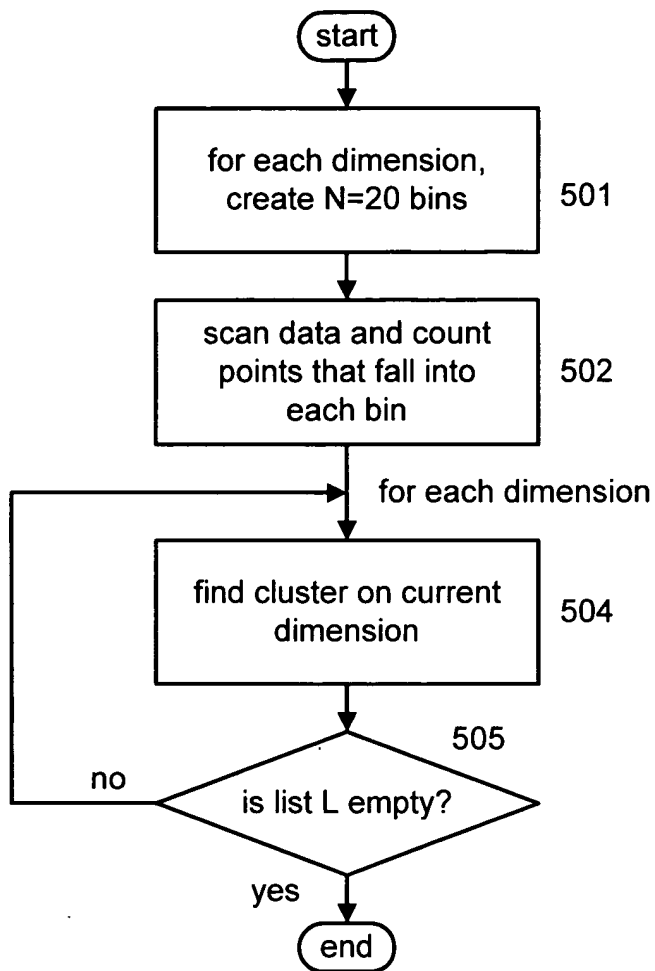 start
for each dimension,
create N=20 bins
501
scan data and count
points that fall into
each bin
502
for each dimension
find cluster on current
dimension
504
505
no
is list L empty?
yes
end